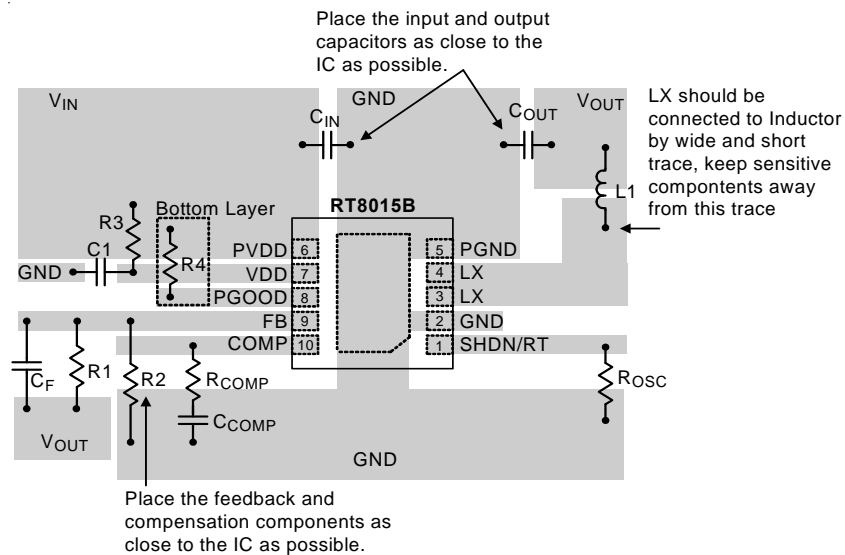 Place the input and output
capacitors as close to the
IC as possible.
VIN
GND
CIN
COUT
VOUT
LX should be
connected to Inductor
by wide and short
trace, keep sensitive
compontents away
from this trace
L1
RT8015B
Bottom Layer
R3
R4
C1
GND
PVDD 6
VDD 7
PGOOD 8
FB 9
COMP 10
5 PGND
4 LX
3 LX
2 GND
1 SHDN/RT
CF
R1
R2
RCOMP
CCOMP
ROSC
VOUT
GND
Place the feedback and
compensation components as
close to the IC as possible.